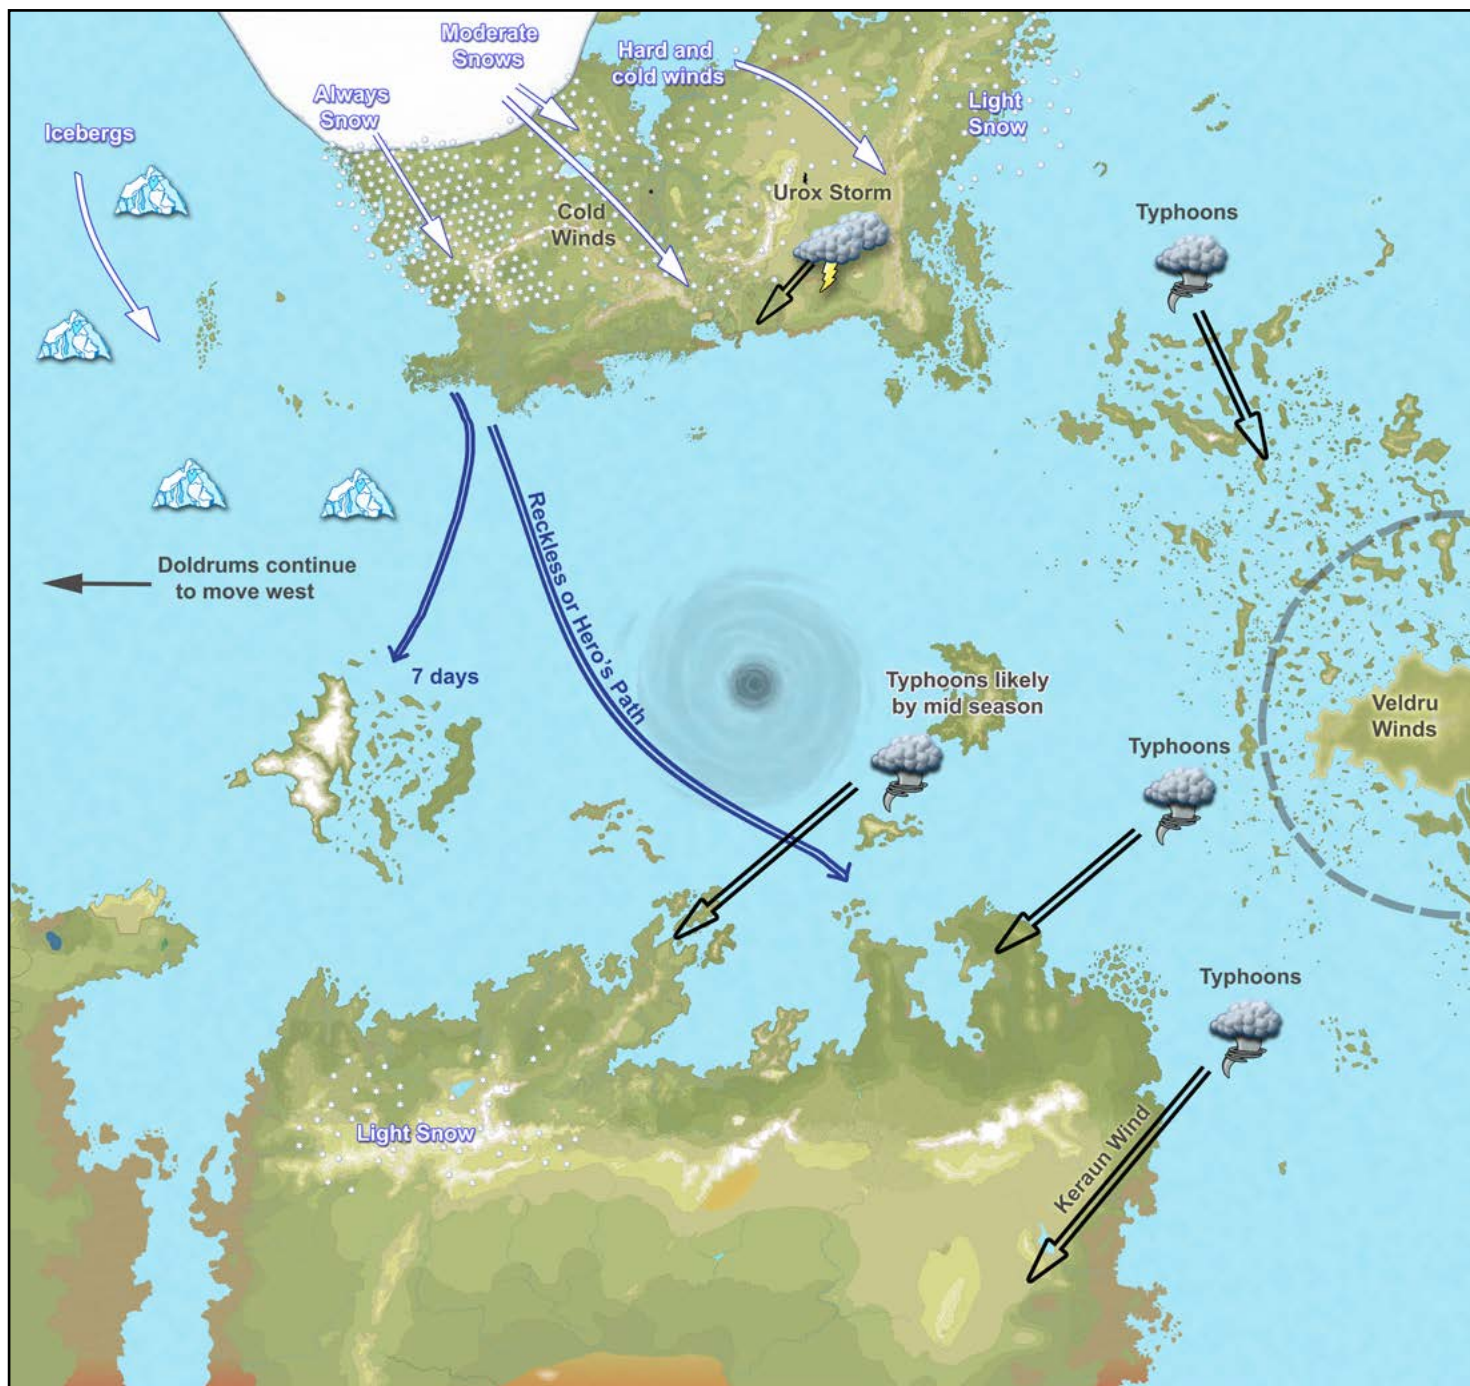 Moderate
Snows
Hard and
cold winds
Always
Snow
Light
Snow
Icebergs
Urox Storm
Cold
Winds
Typhoons
Reckless or Hero's Path
Doldrums continue
to move west
7 days
Typhoons likely
by mid season
Veldru
Winds
Typhoons
Typhoons
Light Snow
Keraun Wind